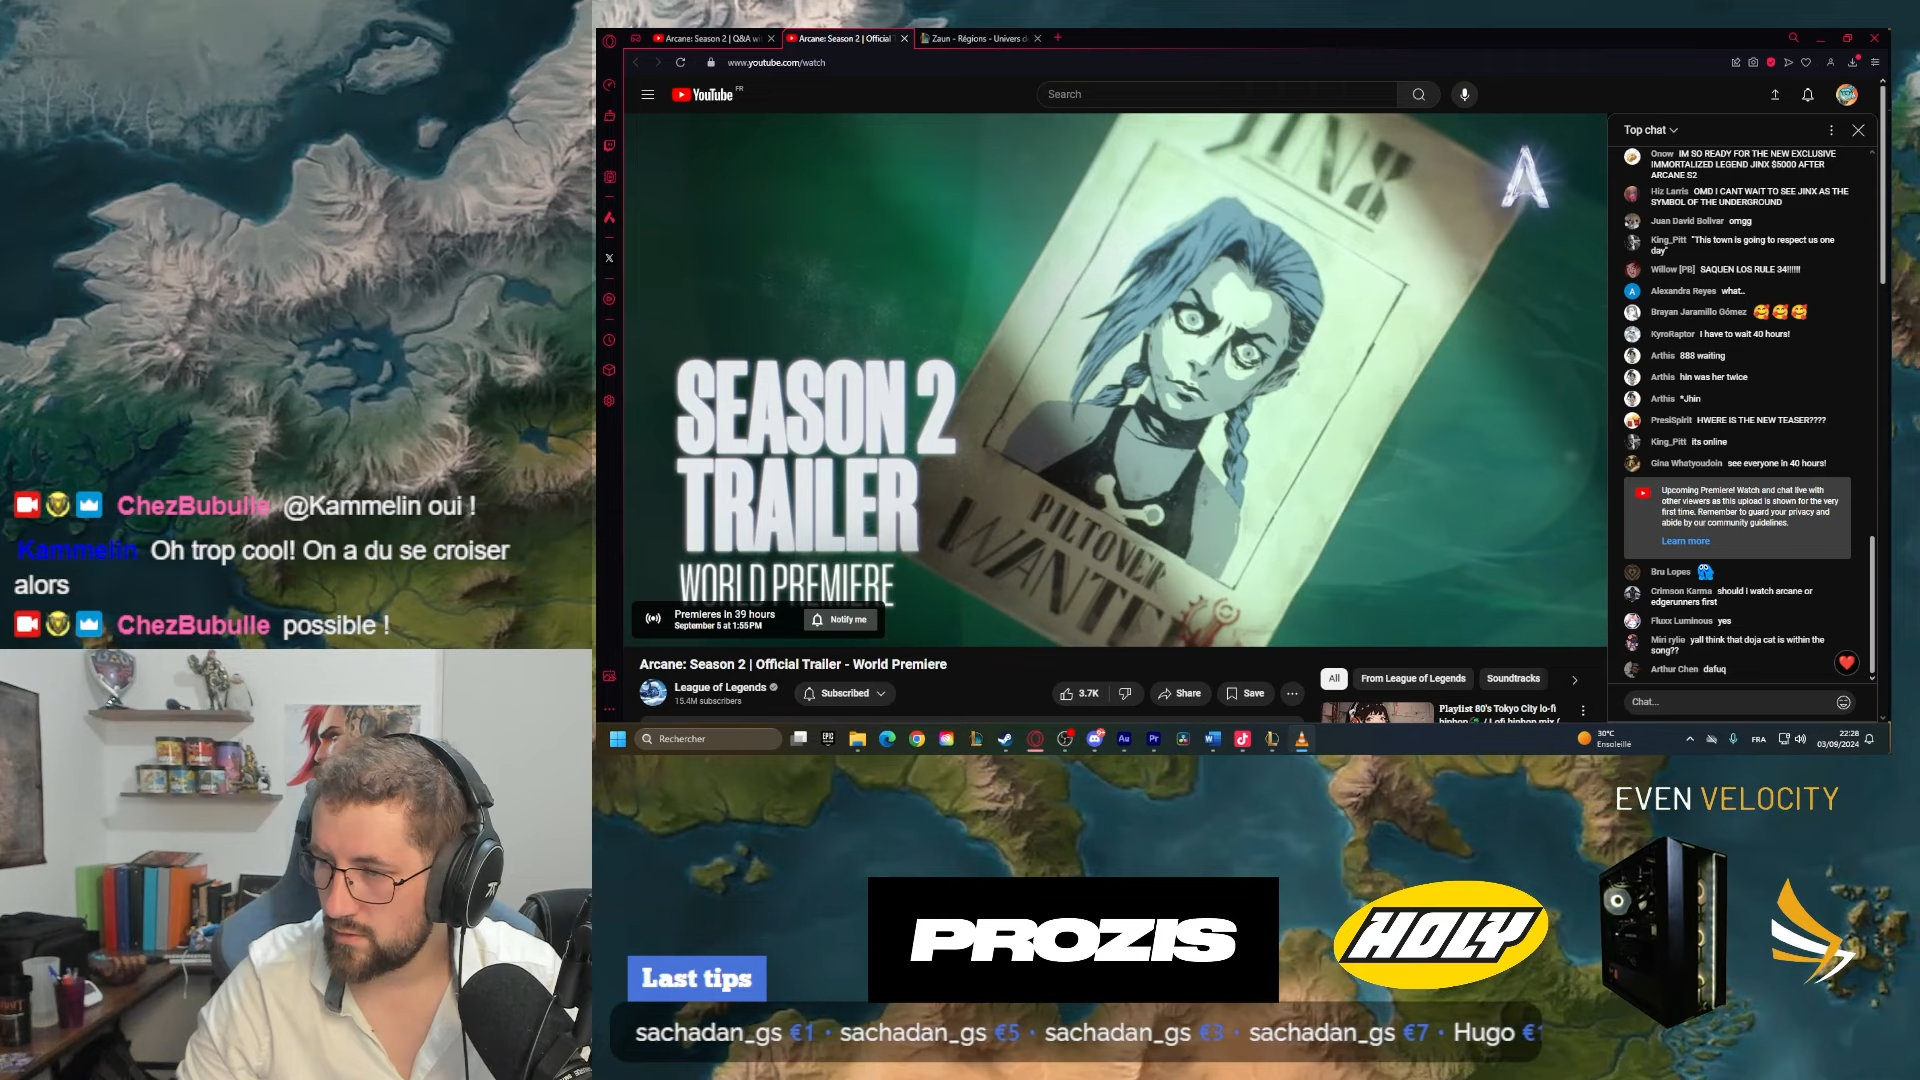 Arcane: Season 2 | Q&A wi
Arcane: Season 2 | Official
Zaun - Régions - Univers d
www.youtube.com/watch
YouTube FR
Search
JINX
PILTOVER
WANTE
SEASON 2
TRAILER
WORLD PREMIERE
Premieres in 39 hours
September 5 at 1:55 PM
Notify me
Arcane: Season 2 | Official Trailer - World Premiere
League of Legends
15.4M subscribers
Subscribed
3.7K
Share
Save
All
From League of Legends
Soundtracks
Playlist 80's Tokyo City lo-fi
Top chat
Onow IM SO READY FOR THE NEW EXCLUSIVE
IMMORTALIZED LEGEND JINX $5000 AFTER
ARCANE S2
Hiz Larris OMD I CANT WAIT TO SEE JINX AS THE
SYMBOL OF THE UNDERGROUND
Juan David Bolivar omgg
King_Pitt "This town is going to respect us one
day"
Willow [PB] SAQUEN LOS RULE 34!!!!!!
A
Alexandra Reyes what..
Brayan Jaramillo Gómez 🥰🥰🥰
KyroRaptor I have to wait 40 hours!
Arthis 888 waiting
Arthis hin was her twice
Arthis *Jhin
PresiSpirit HWERE IS THE NEW TEASER????
King_Pitt its online
Gina Whatyoudoin see everyone in 40 hours!
Upcoming Premiere! Watch and chat live with
other viewers as this upload is shown for the very
first time. Remember to guard your privacy and
abide by our community guidelines.
Learn more
Bru Lopes
Crimson Karma should i watch arcane or
edgerunners first
Fluxx Luminous yes
Miri rylie yall think that doja cat is within the
song??
Arthur Chen dafuq
Chat...
Rechercher
30°C
Ensoleillé
FRA
22:28
03/09/2024
ChezBubulle @Kammelin oui !
Kammelin Oh trop cool! On a du se croiser
alors
ChezBubulle possible !
EVEN VELOCITY
PROZIS
HOLY
Last tips
sachadan_gs €1 · sachadan_gs €5 · sachadan_gs €3 · sachadan_gs €7 · Hugo €